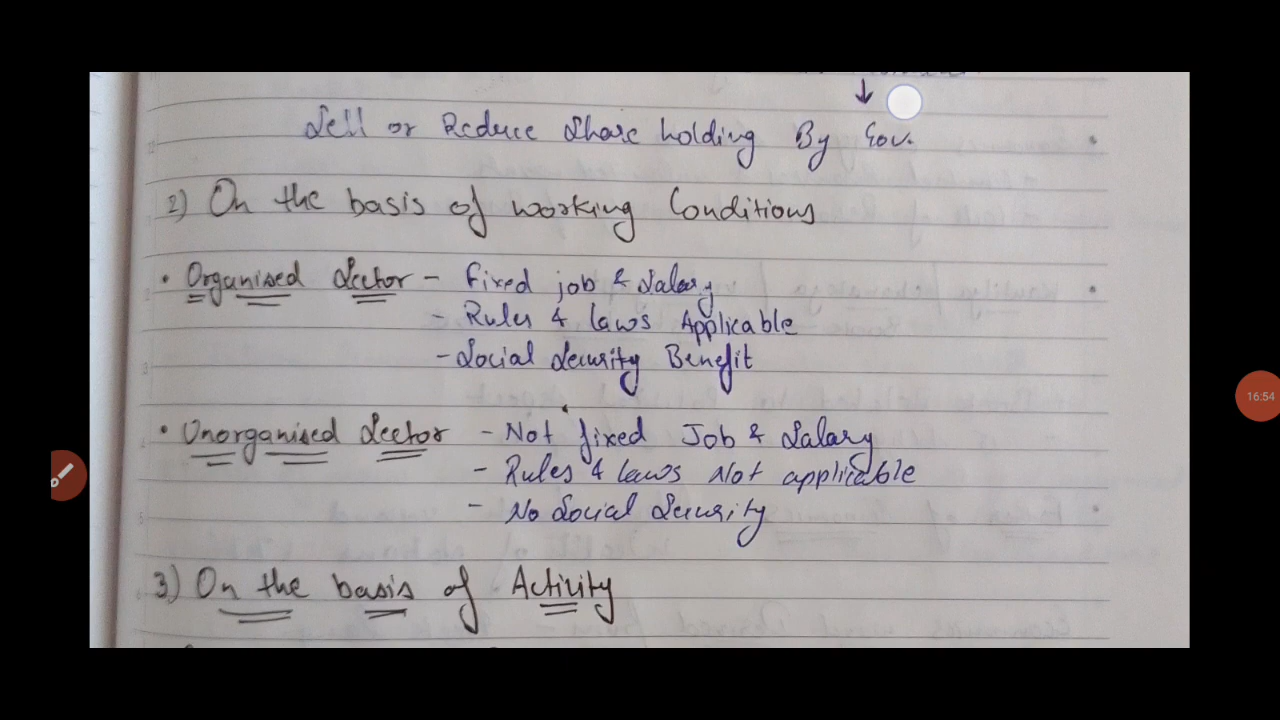 ↓
Sell or Reduce Share holding By Gov.
2) On the basis of working Conditions
• Organised Sector - fixed job & Salary
- Rules & laws Applicable
- Social Security Benefit
• Unorganised Sector - Not fixed Job & Salary
- Rules & laws Not applicable
- No Social Security
3) On the basis of Activity
16:54